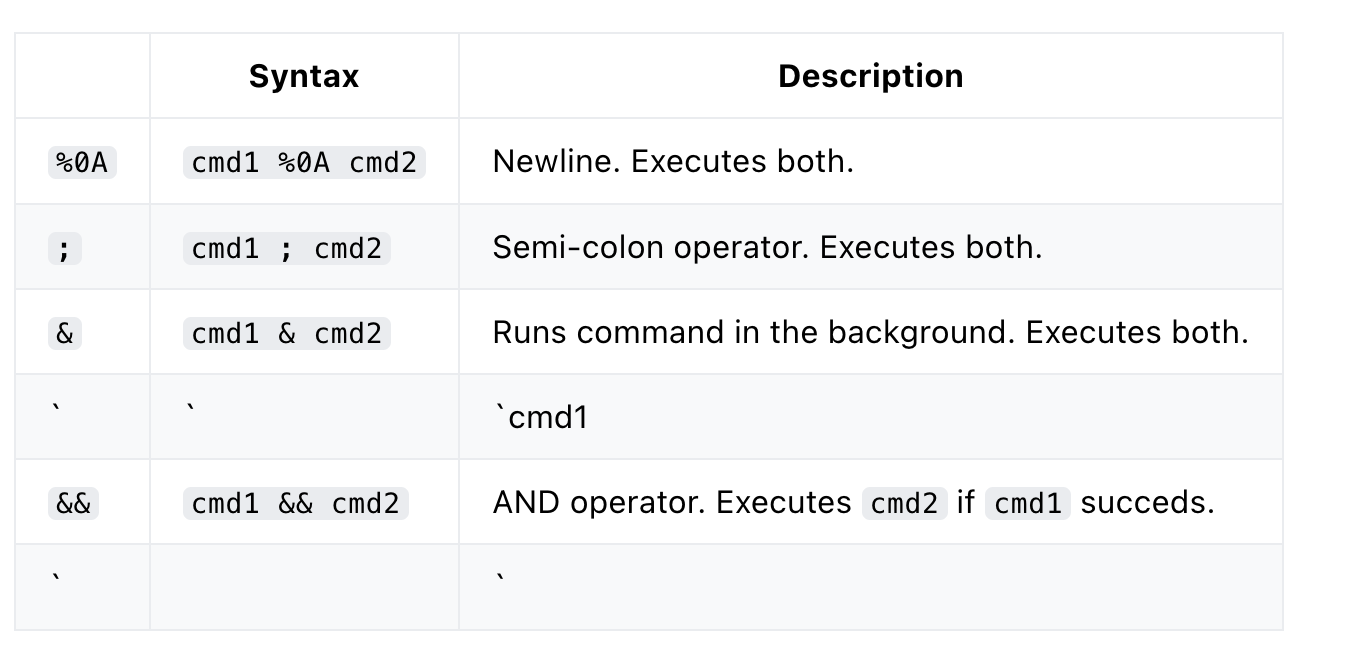 Syntax Description
%0A cmd1 %0A cmd2 Newline. Executes both.
; cmd1 ; cmd2 Semi-colon operator. Executes both.
& cmd1 & cmd2 Runs command in the background. Executes both.
` ` `cmd1
&& cmd1 && cmd2 AND operator. Executes cmd2 if cmd1 succeds.
` `